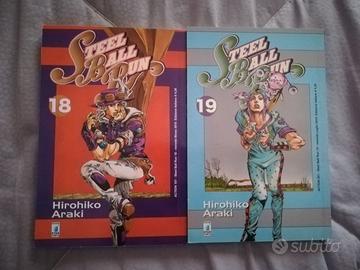 STEEL
BALL
RUN
18
Hirohiko
Araki
STEEL
BALL
RUN
19
Hirohiko
Araki
subito